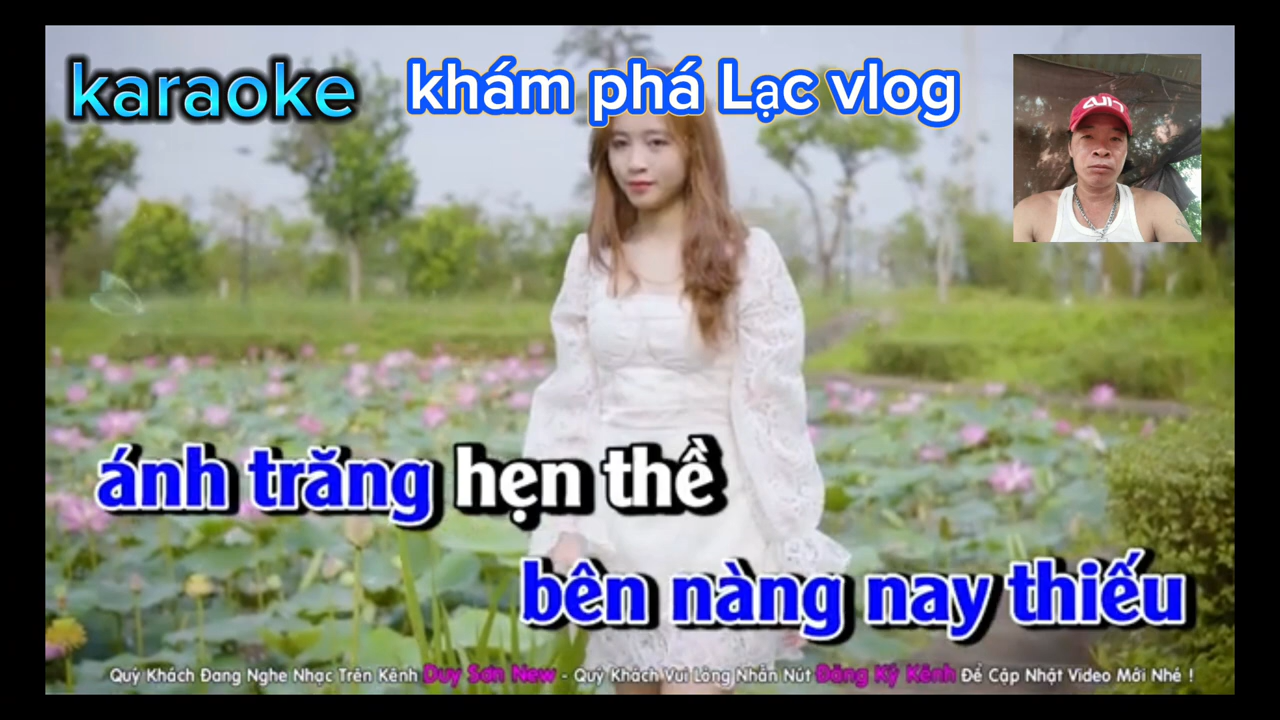 karaoke khám phá Lạc vlog
ánh trăng hẹn thề
bên nàng nay thiếu
Quý Khách Đang Nghe Nhạc Trên Kênh Duy Sơn New - Quý Khách Vui Lòng Nhấn Nút Đăng Ký Kênh Để Cập Nhật Video Mới Nhé !